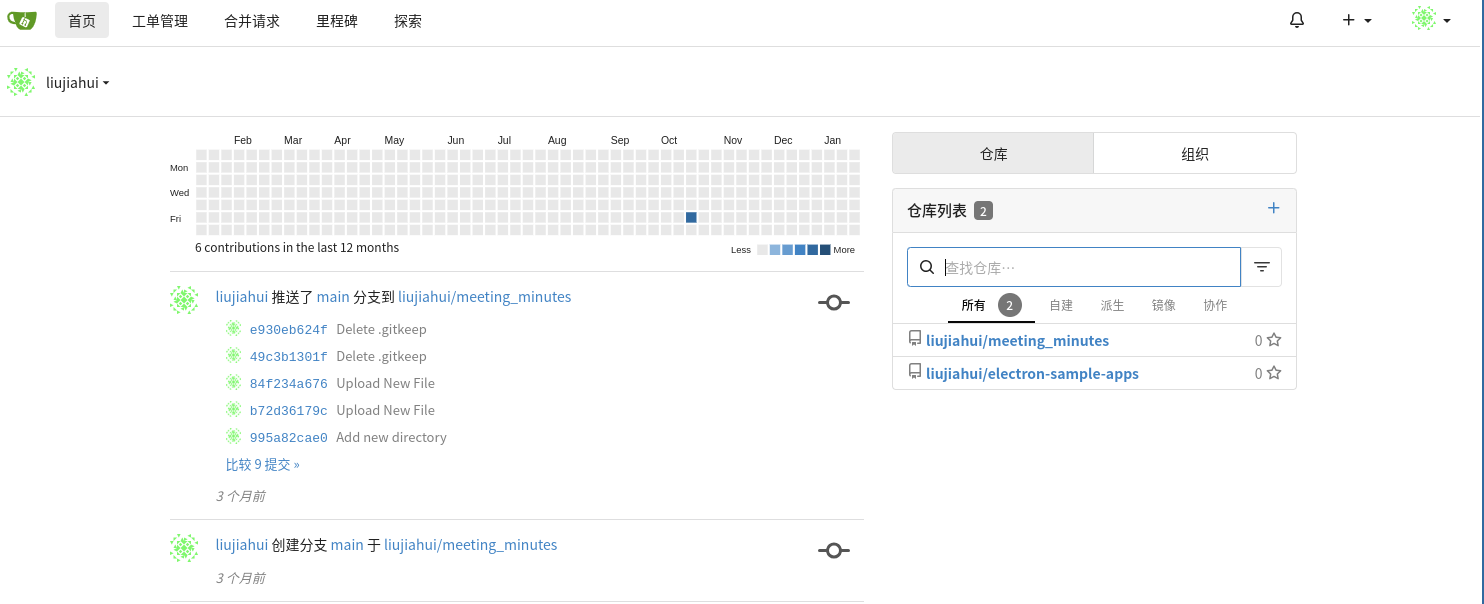 首页 工单管理 合并请求 里程碑 探索
liujiahui
Feb Mar Apr May Jun Jul Aug Sep Oct Nov Dec Jan
Mon
Wed
Fri
6 contributions in the last 12 months Less More
liujiahui 推送了 main 分支到 liujiahui/meeting_minutes
e930eb624f Delete .gitkeep
49c3b1301f Delete .gitkeep
84f234a676 Upload New File
b72d36179c Upload New File
995a82cae0 Add new directory
比较 9 提交 »
3 个月前
liujiahui 创建分支 main 于 liujiahui/meeting_minutes
3 个月前
仓库 组织
仓库列表 2
查找仓库…
所有 2 自建 派生 镜像 协作
liujiahui/meeting_minutes 0
liujiahui/electron-sample-apps 0